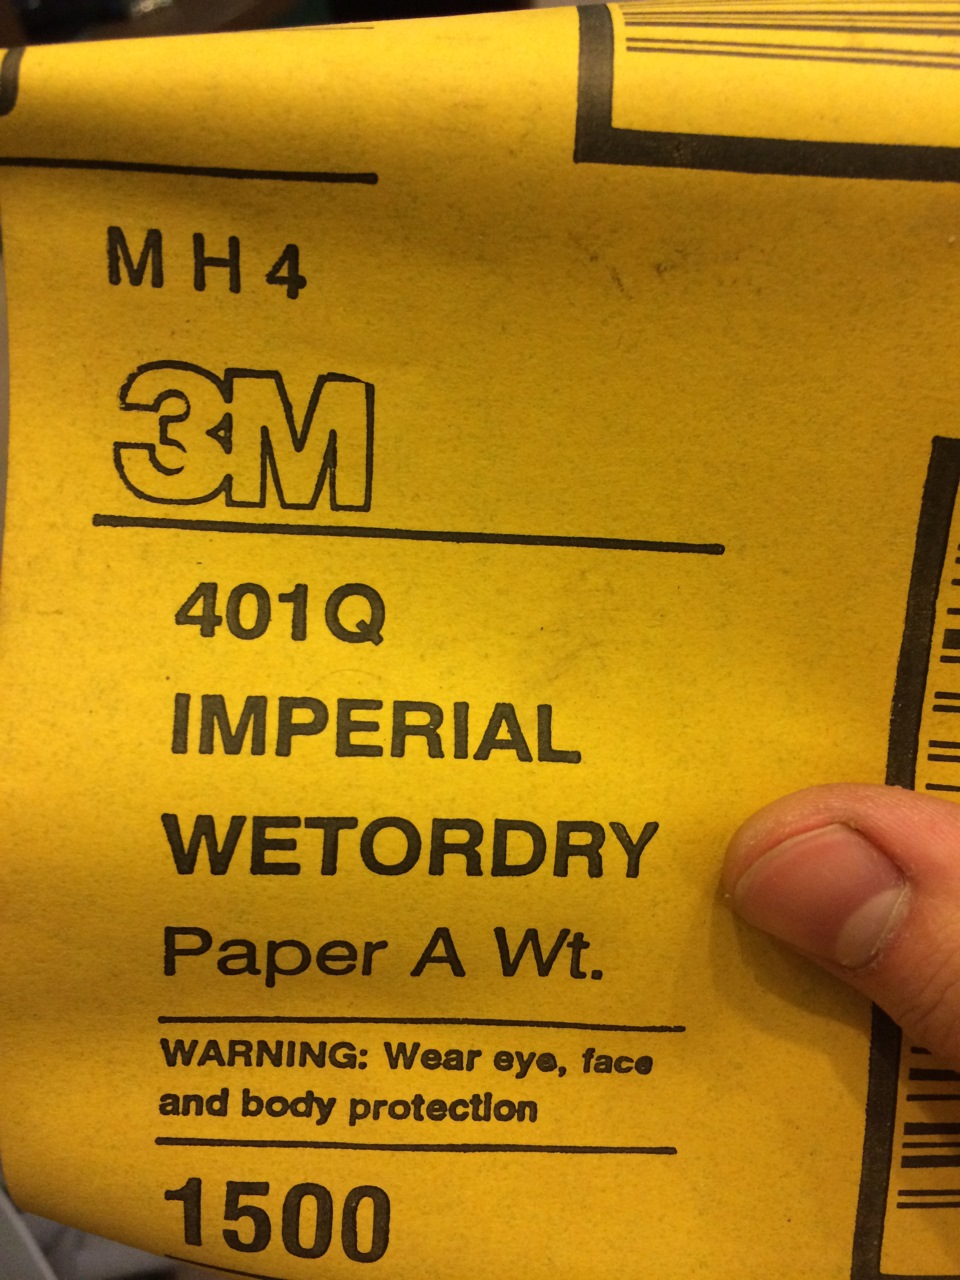 MH4
3M
401Q
IMPERIAL
WETORDRY
Paper A Wt.
WARNING: Wear eye, face
and body protection
1500